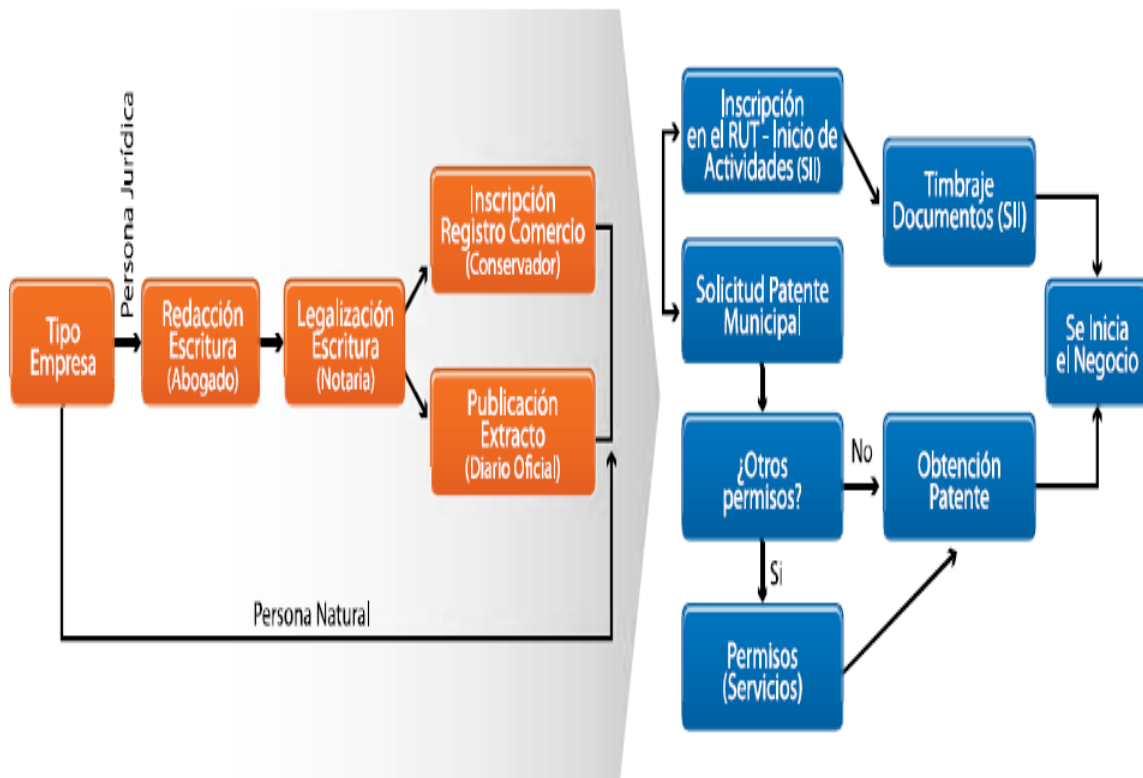 Persona Jurídica
Tipo
Empresa
Redacción
Escritura
(Abogado)
Legalización
Escritura
(Notaria)
Inscripción
Registro Comercio
(Conservador)
Publicación
Extracto
(Diario Oficial)
Persona Natural
Inscripción
en el RUT - Inicio de
Actividades (SII)
Timbraje
Documentos (SII)
Solicitud Patente
Municipal
Se Inicia
el Negocio
¿Otros
permisos?
No
Obtención
Patente
Si
Permisos
(Servicios)